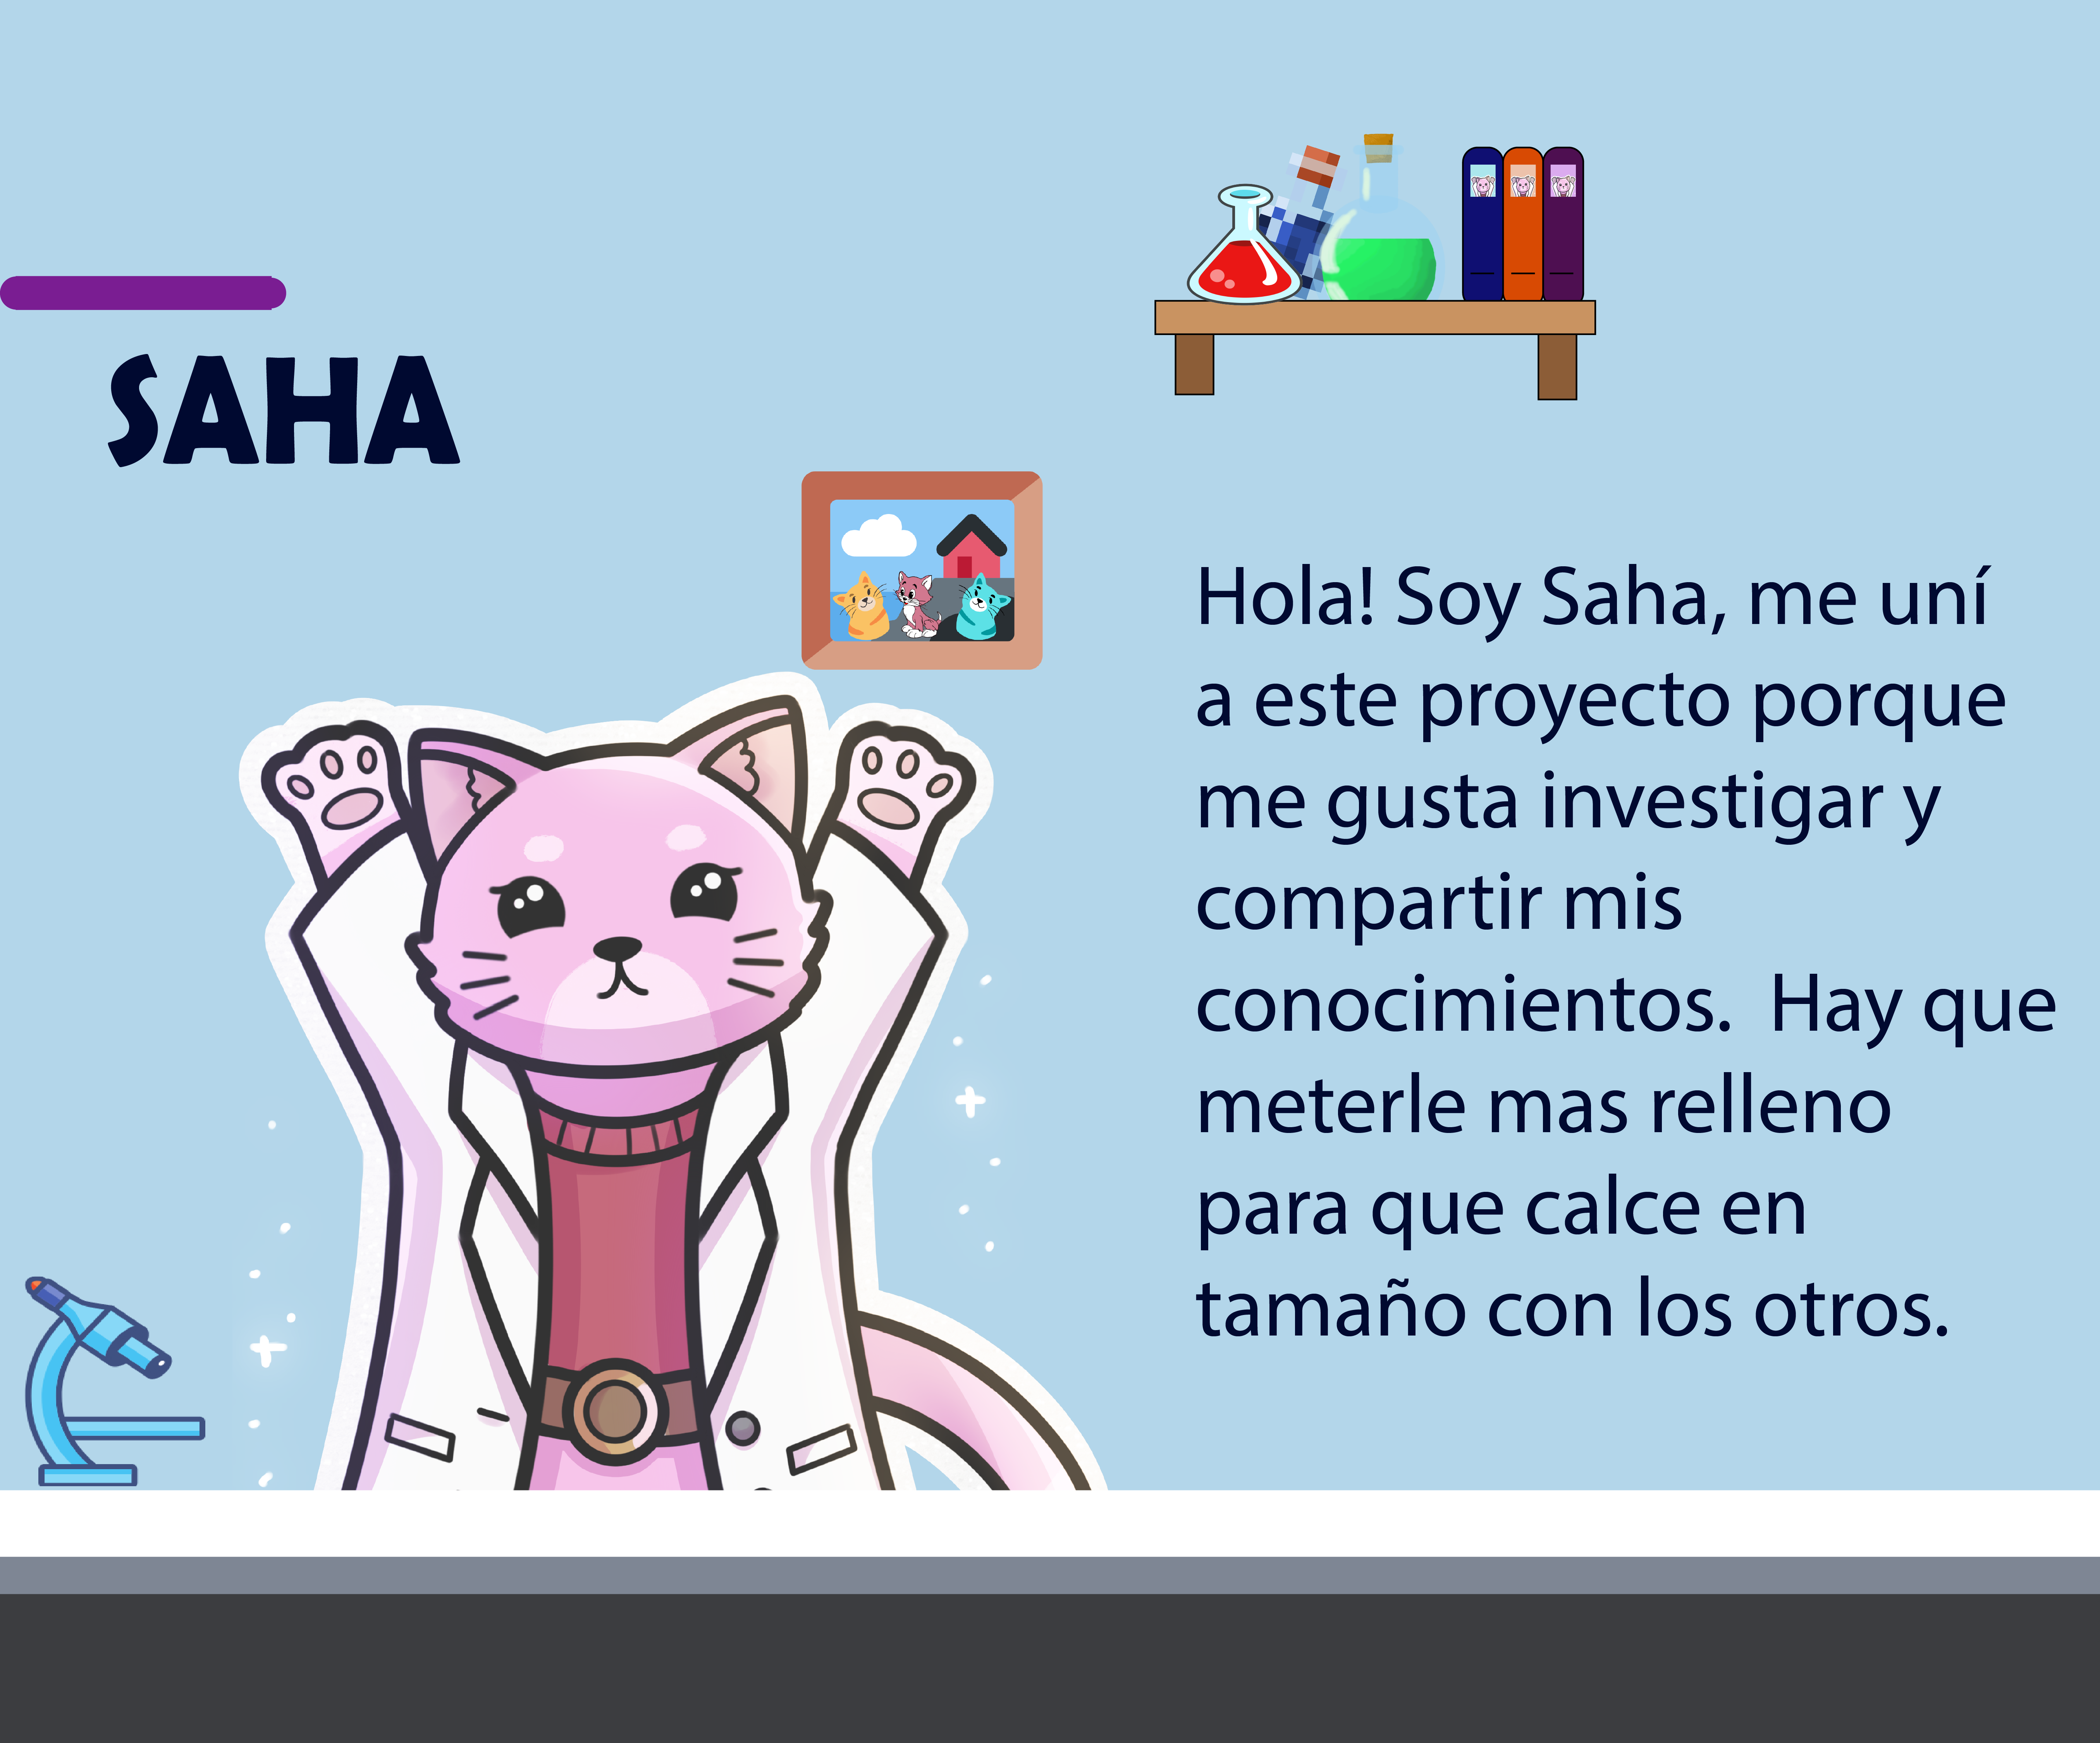 SAHA
Hola! Soy Saha, me uní
a este proyecto porque
me gusta investigar y
compartir mis
conocimientos.  Hay que
meterle mas relleno
para que calce en
tamaño con los otros.